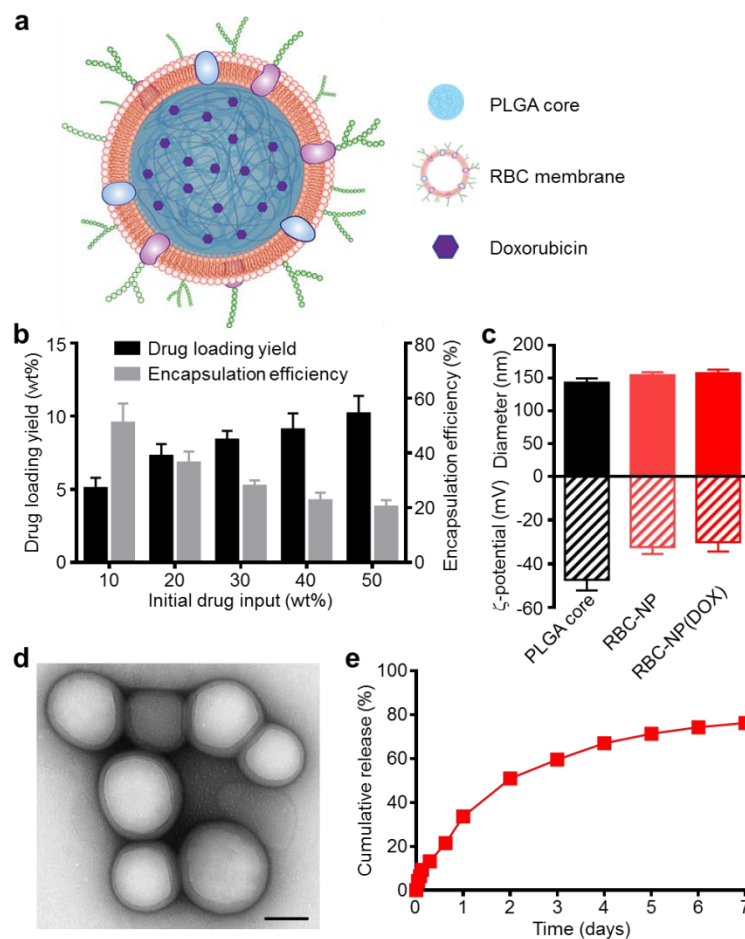 a
PLGA core
RBC membrane
Doxorubicin
b
Drug loading yield
Encapsulation efficiency
Drug loading yield (wt%)
15
10
5
0
Encapsulation efficiency (%)
80
60
40
20
0
10 20 30 40 50
Initial drug input (wt%)
c
Diameter (nm)
150
200
150
100
50
0
ζ-potential (mV)
-20
-40
-60
PLGA core
RBC-NP
RBC-NP(DOX)
d
e
Cumulative release (%)
100
80
60
40
20
0
0 1 2 3 4 5 6 7
Time (days)